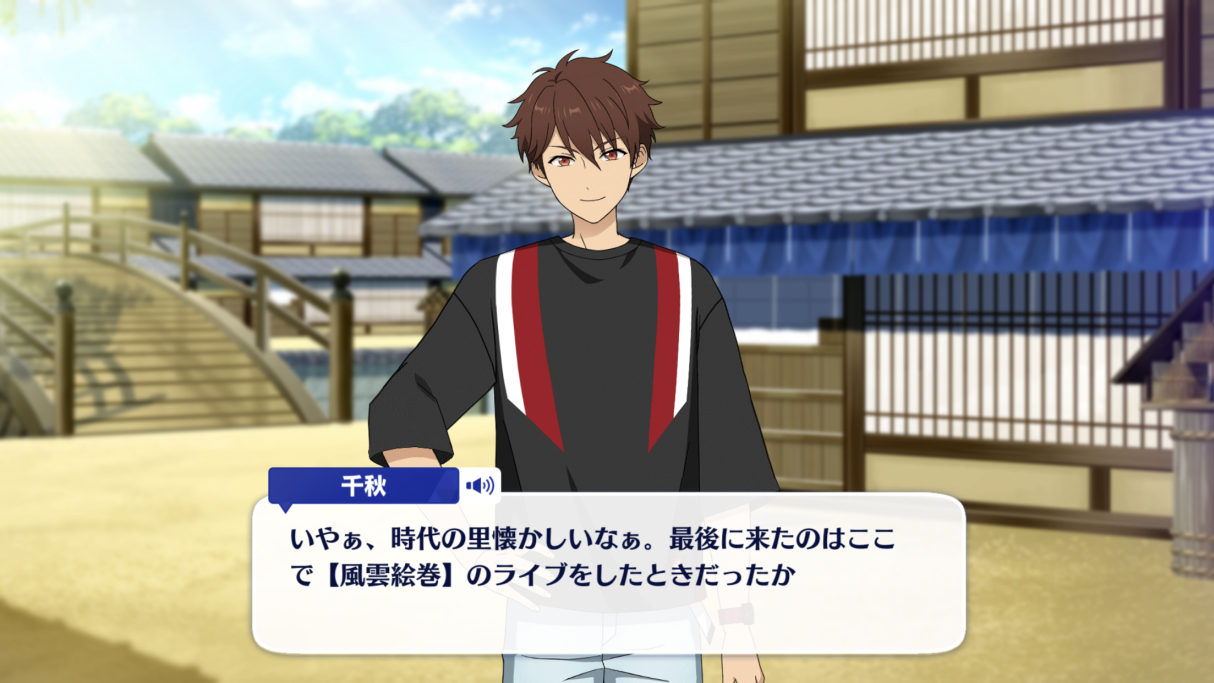 千秋
いやぁ、時代の里懐かしいなぁ。最後に来たのはここ
で【風雲絵巻】のライブをしたときだったか